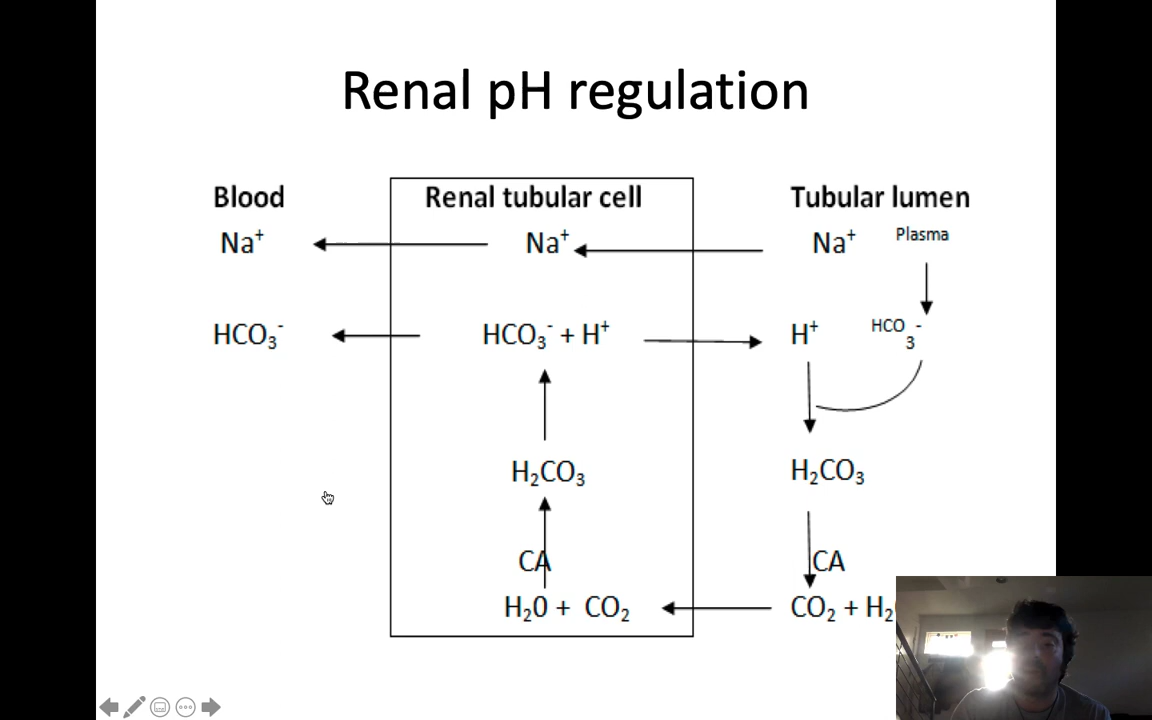 Renal pH regulation
Blood Renal tubular cell Tubular lumen
Na⁺ Na⁺ Na⁺ Plasma
HCO₃⁻ HCO₃⁻ + H⁺ H⁺ HCO₃⁻
H₂CO₃ H₂CO₃
CA CA
H₂0 + CO₂ CO₂ + H₂